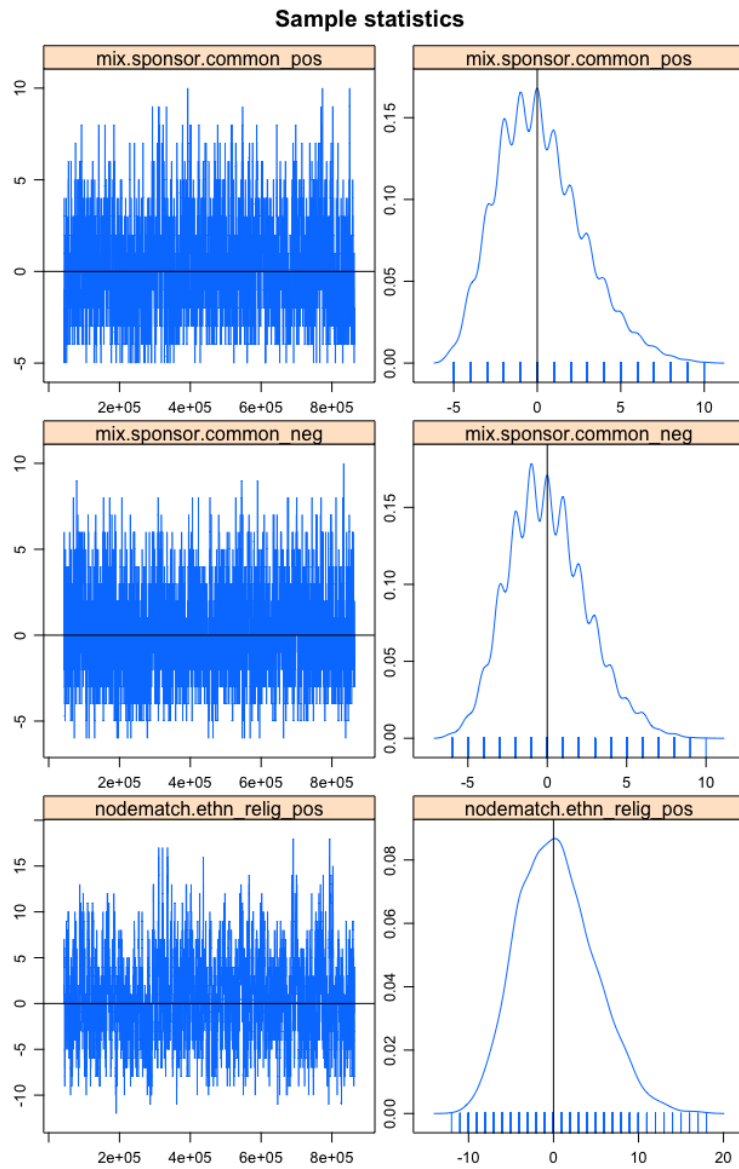 Sample statistics
mix.sponsor.common_pos mix.sponsor.common_pos
10
5
0
-5
2e+05 4e+05 6e+05 8e+05
0.15
0.10
0.05
0.00
-5 0 5 10
mix.sponsor.common_neg mix.sponsor.common_neg
10
5
0
-5
2e+05 4e+05 6e+05 8e+05
0.15
0.10
0.05
0.00
-5 0 5 10
nodematch.ethn_relig_pos nodematch.ethn_relig_pos
15
5
0
-10
2e+05 4e+05 6e+05 8e+05
0.08
0.06
0.04
0.02
0.00
-10 0 10 20